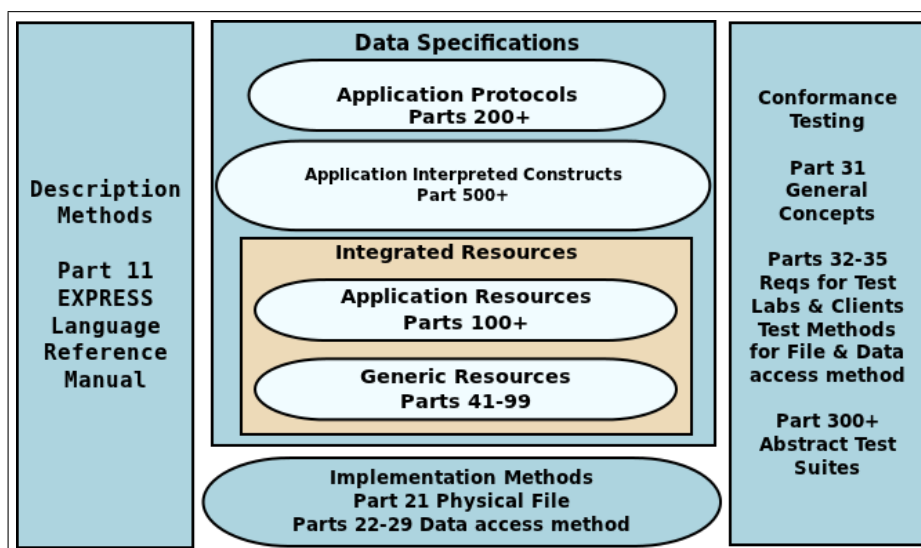 Description
Methods
Part 11
EXPRESS
Language
Reference
Manual
Data Specifications
Application Protocols
Parts 200+
Application Interpreted Constructs
Part 500+
Integrated Resources
Application Resources
Parts 100+
Generic Resources
Parts 41-99
Implementation Methods
Part 21 Physical File
Parts 22-29 Data access method
Conformance
Testing
Part 31
General
Concepts
Parts 32-35
Reqs for Test
Labs & Clients
Test Methods
for File & Data
access method
Part 300+
Abstract Test
Suites